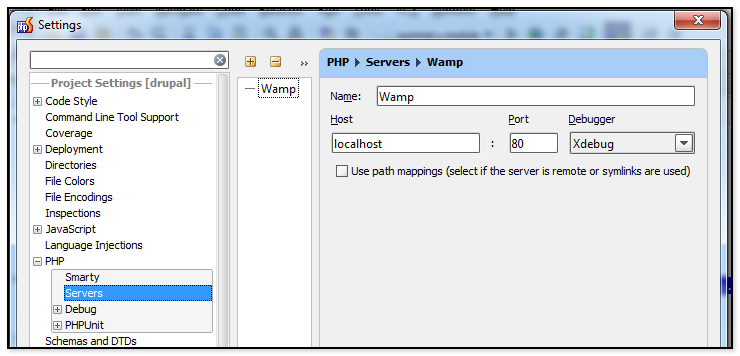 Settings
Project Settings [drupal]
Code Style
Command Line Tool Support
Coverage
Deployment
Directories
File Colors
File Encodings
Inspections
JavaScript
Language Injections
PHP
Smarty
Servers
Debug
PHPUnit
Schemas and DTDs
»
Wamp
PHP Servers Wamp
Name: Wamp
Host Port Debugger
localhost : 80 Xdebug
Use path mappings (select if the server is remote or symlinks are used)